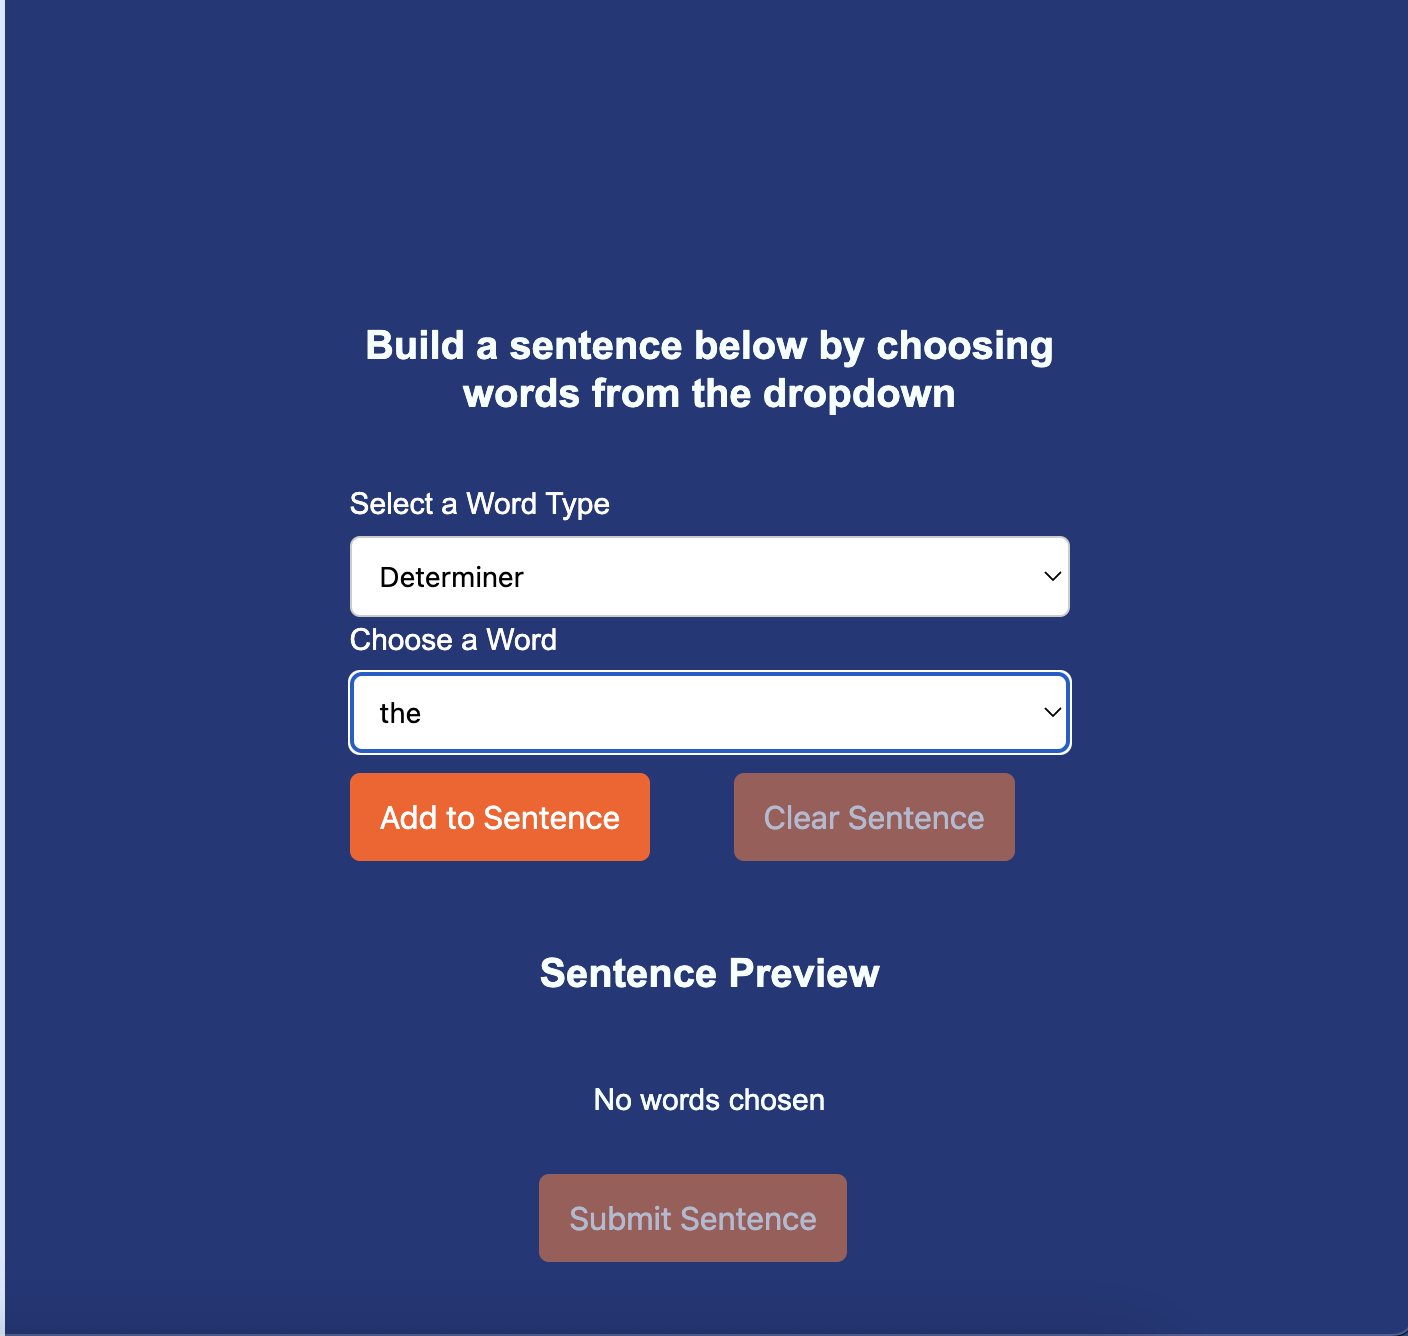 Build a sentence below by choosing
words from the dropdown
Select a Word Type
Determiner
Choose a Word
the
Add to Sentence
Clear Sentence
Sentence Preview
No words chosen
Submit Sentence